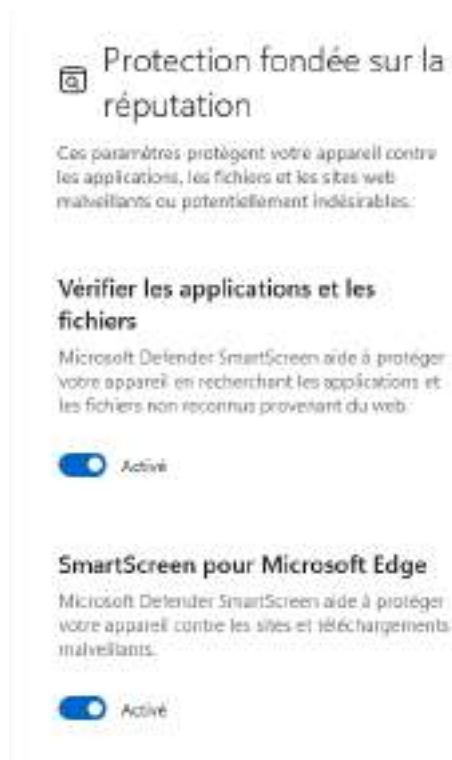 Protection fondée sur la
réputation
Ces paramètres protègent votre appareil contre
les applications, les fichiers et les sites web
malveillants ou potentiellement indésirables.
Vérifier les applications et les
fichiers
Microsoft Defender SmartScreen aide à protéger
votre appareil en recherchant les applications et
les fichiers non reconnus provenant du web.
Activé
SmartScreen pour Microsoft Edge
Microsoft Defender SmartScreen aide à protéger
votre appareil contre les sites et téléchargements
malveillants.
Activé